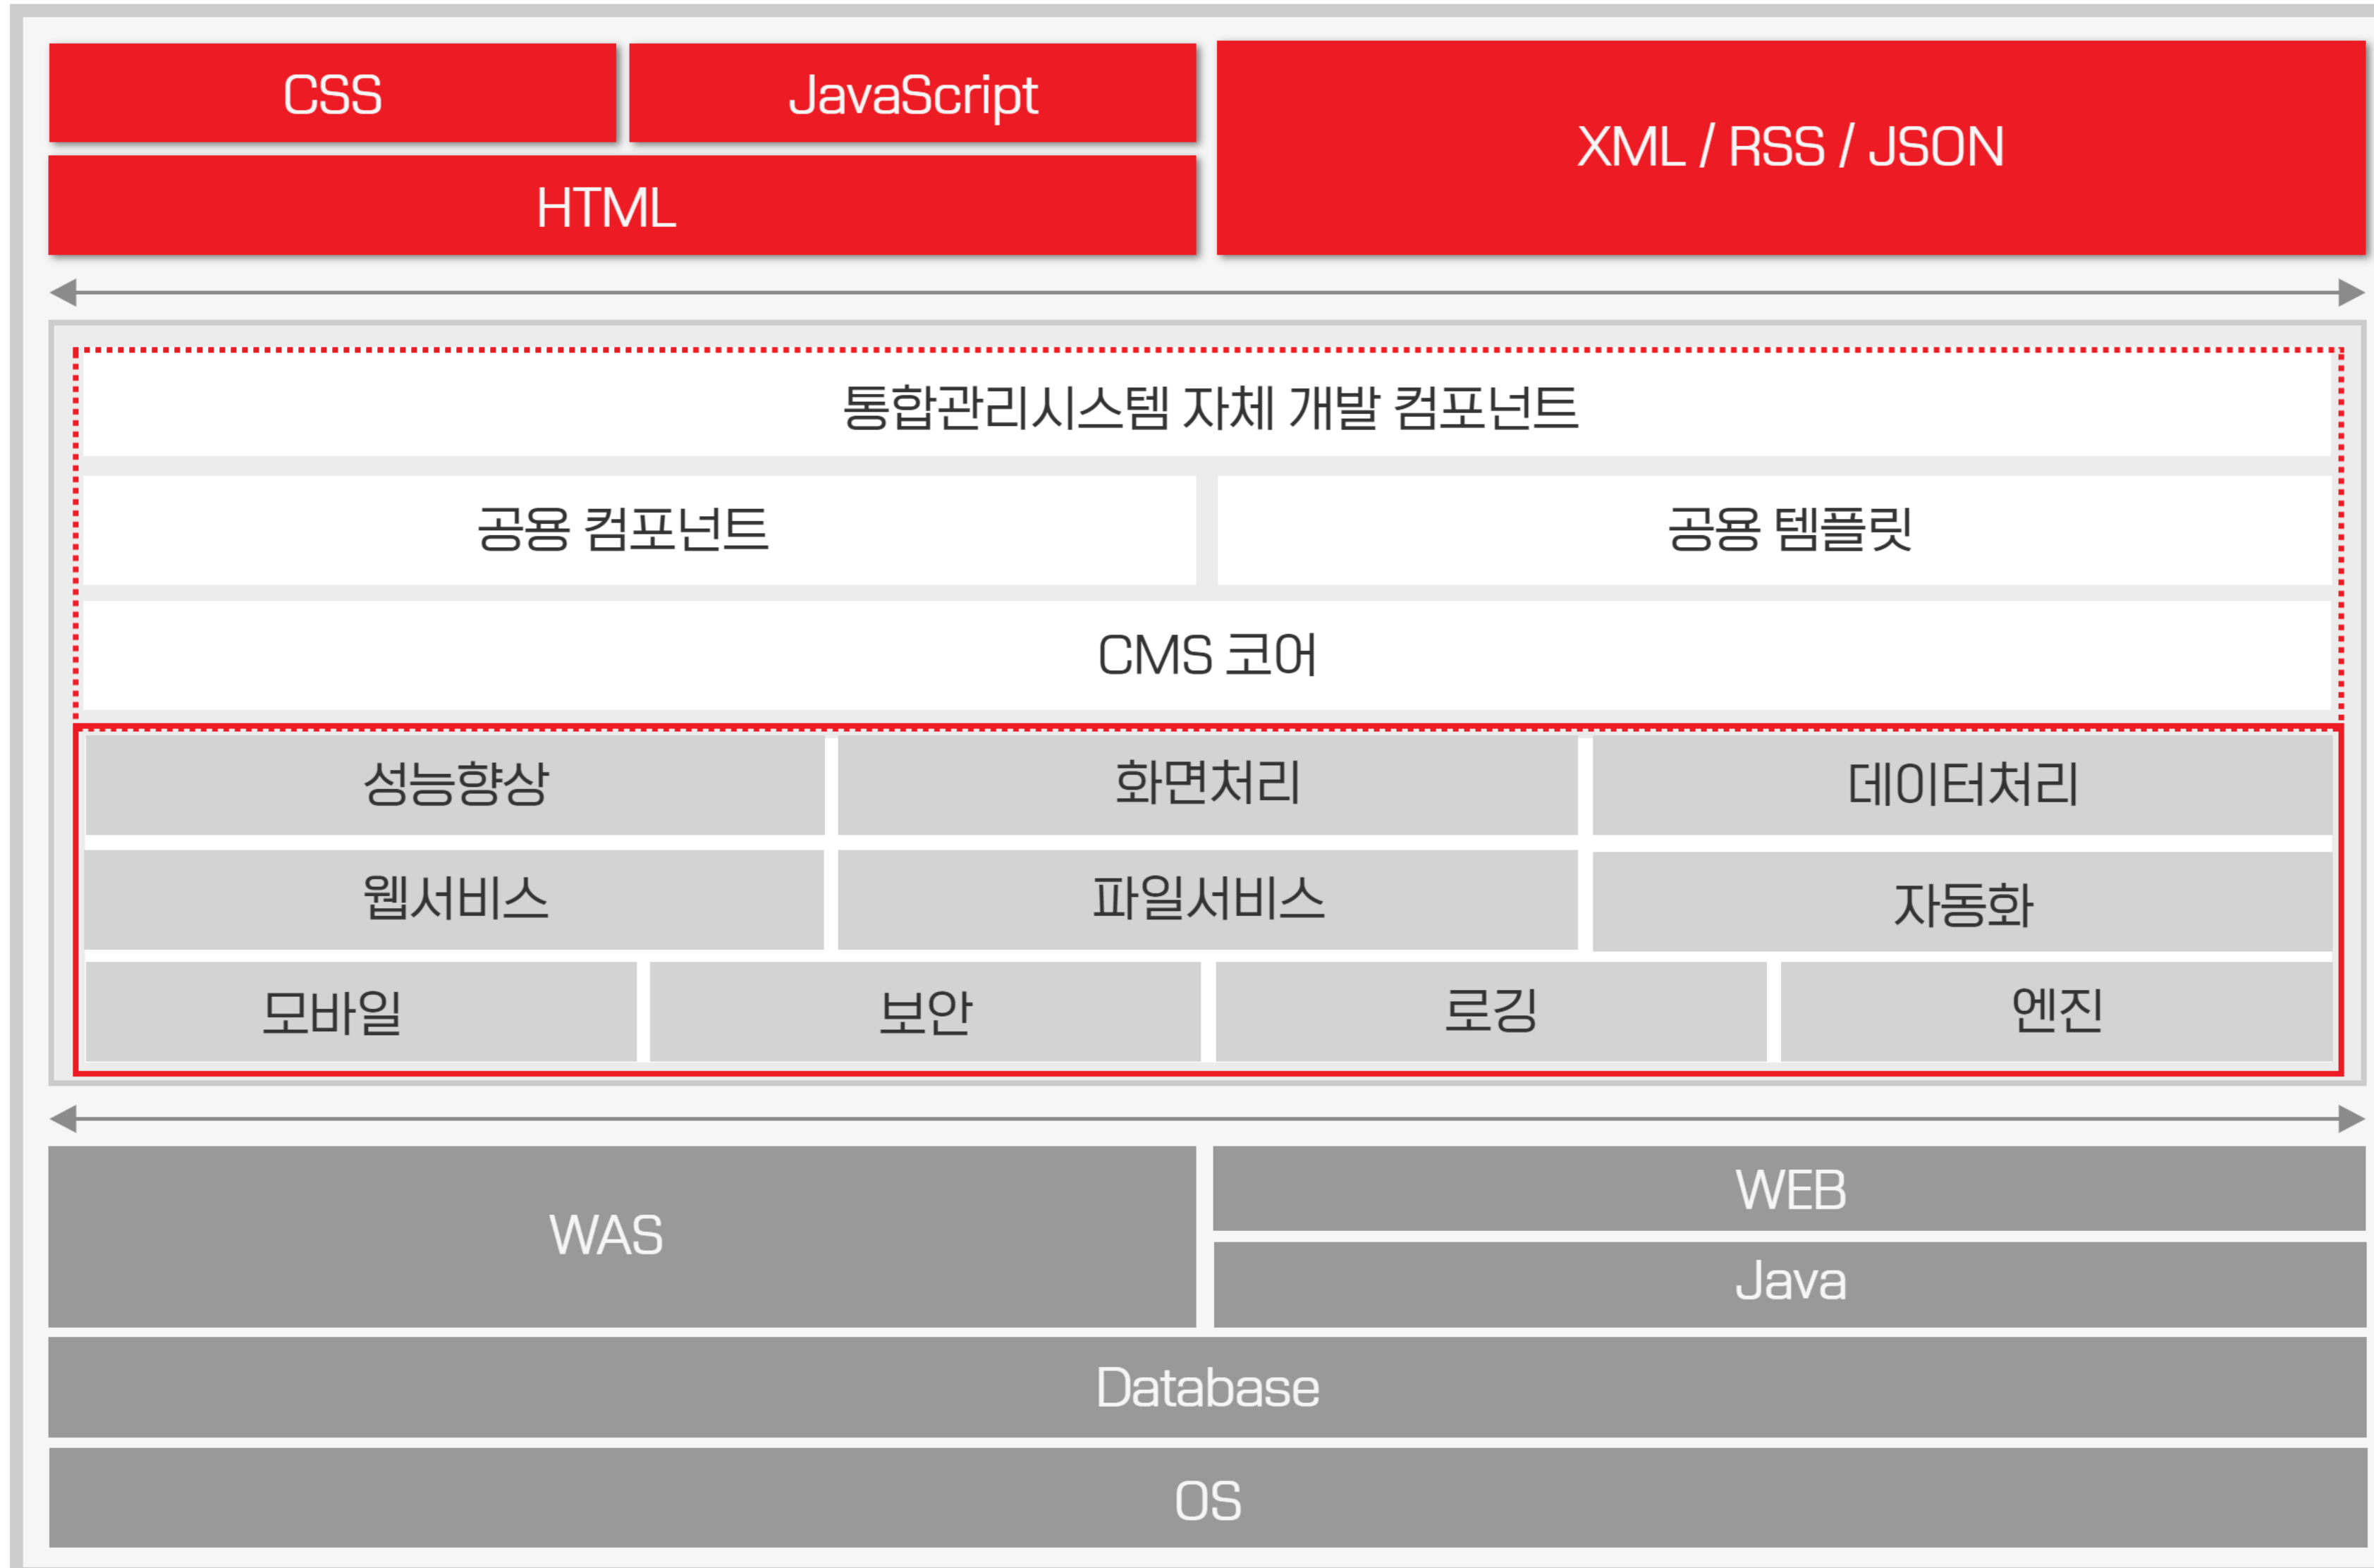 CSS
JavaScript
XML / RSS / JSON
HTML
통합관리시스템 자체 개발 컴포넌트
공용 컴포넌트
공용 템플릿
CMS 코어
성능향상
화면처리
데이터처리
웹서비스
파일서비스
자동화
모바일
보안
로깅
엔진
WAS
WEB
Java
Database
OS